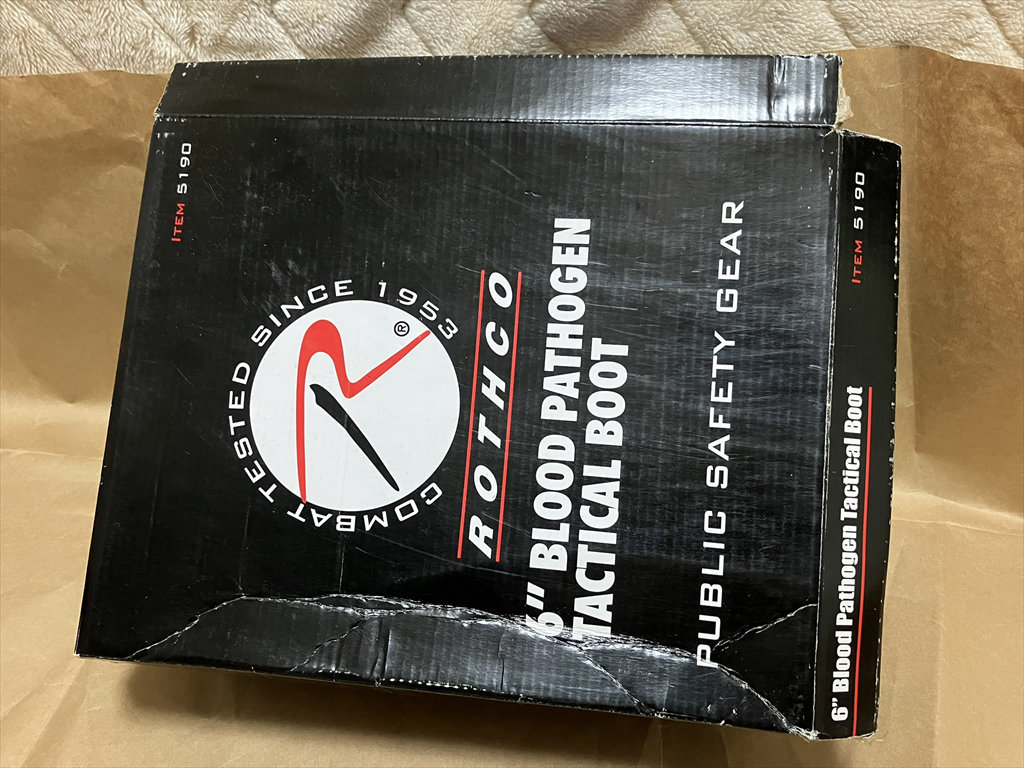 ITEM 5190
COMBAT TESTED SINCE 1953
R®
ROTHCO
6" BLOOD PATHOGEN
TACTICAL BOOT
PUBLIC SAFETY GEAR
ITEM 5190
6" Blood Pathogen Tactical Boot